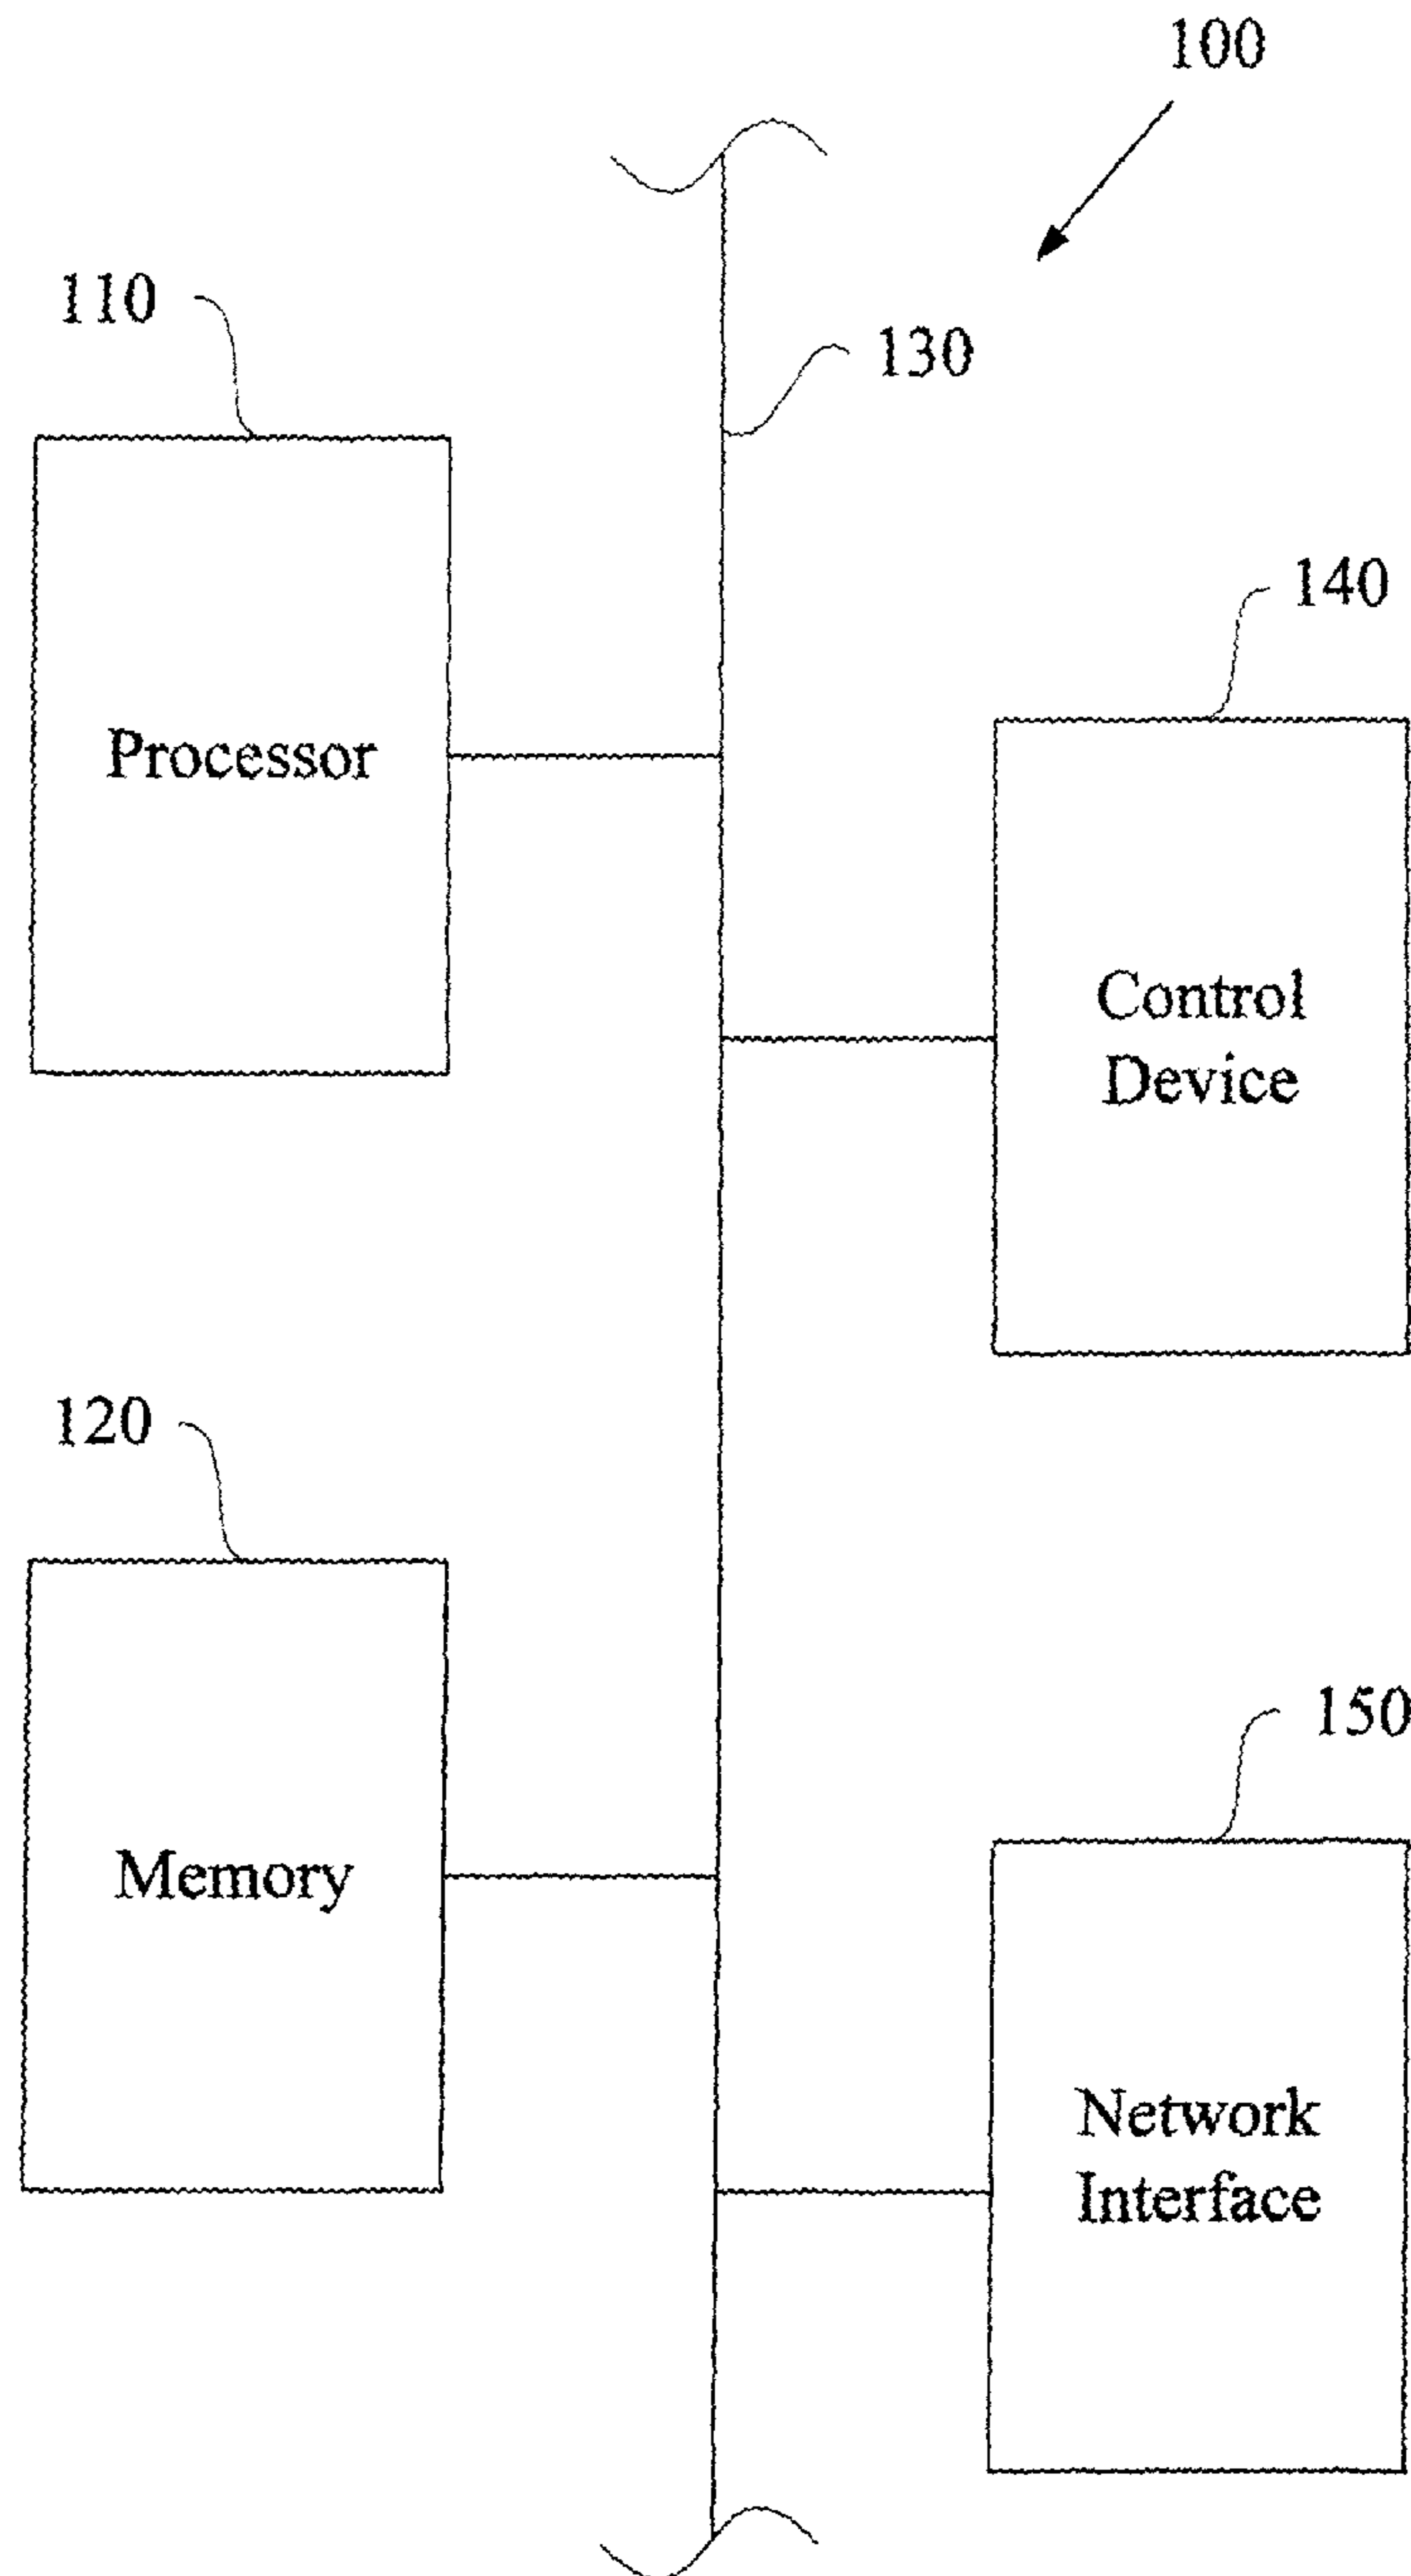 100
110
130
140
Processor
Control
Device
120
150
Memory
Network
Interface